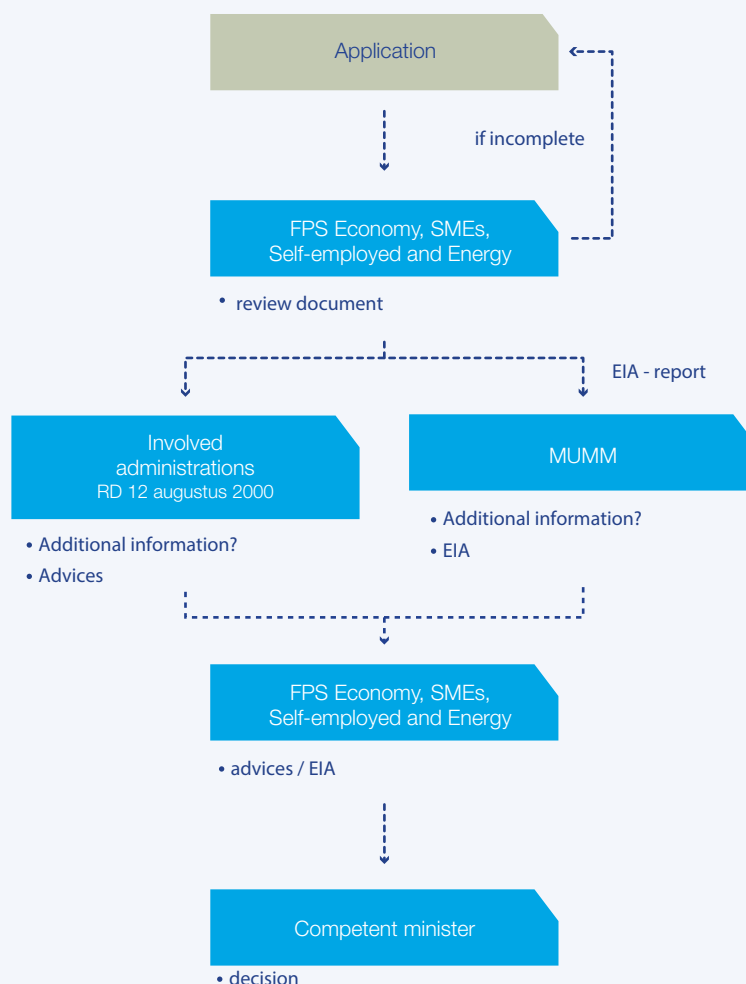 Application
if incomplete
FPS Economy, SMEs,
Self-employed and Energy
• review document
EIA - report
Involved
administrations
RD 12 augustus 2000
• Additional information?
• Advices
MUMM
• Additional information?
• EIA
FPS Economy, SMEs,
Self-employed and Energy
• advices / EIA
Competent minister
• decision